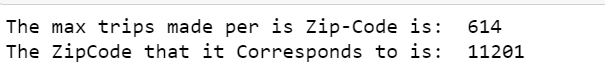 The max trips made per is Zip-Code is:  614
The ZipCode that it Corresponds to is:  11201